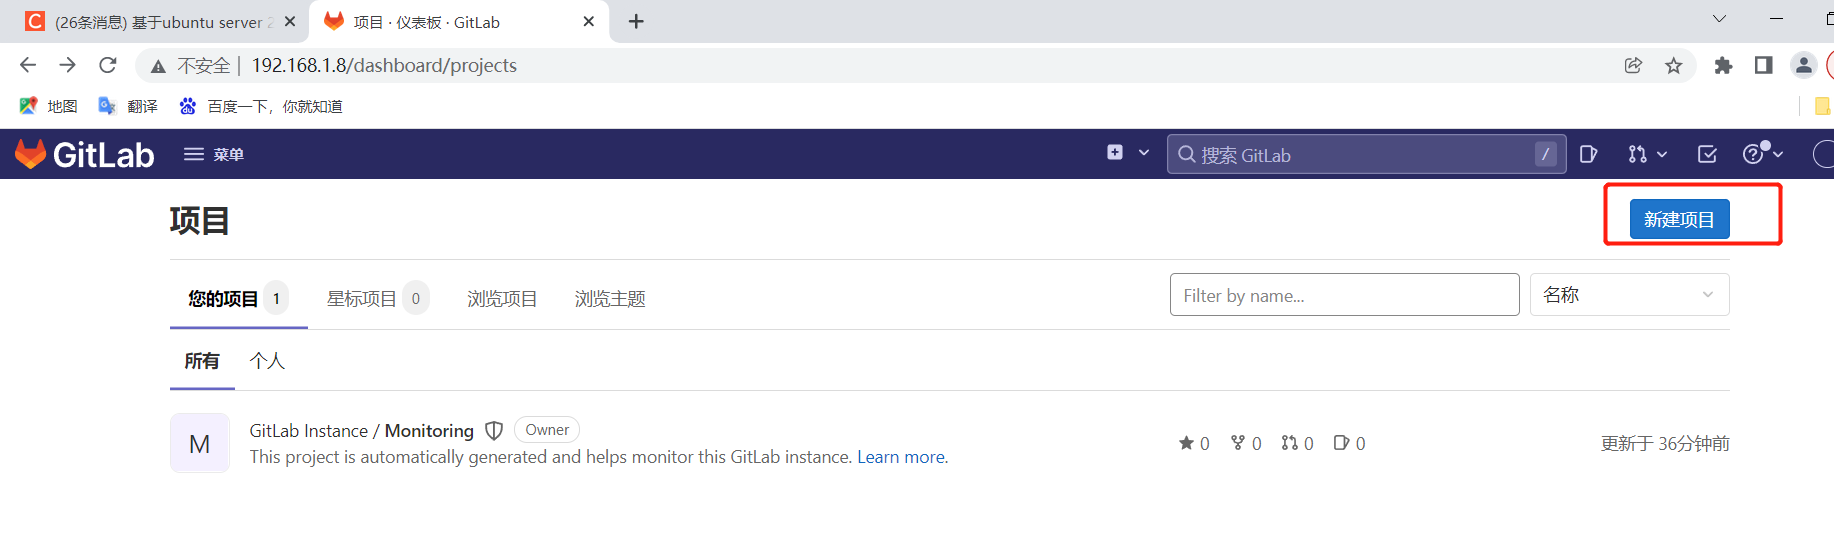 (26条消息) 基于ubuntu server 2
项目 · 仪表板 · GitLab
不安全 | 192.168.1.8/dashboard/projects
地图 翻译 百度一下，你就知道
GitLab 菜单 搜索 GitLab /
项目 新建项目
您的项目 1 星标项目 0 浏览项目 浏览主题 Filter by name... 名称
所有 个人
M GitLab Instance / Monitoring Owner
This project is automatically generated and helps monitor this GitLab instance. Learn more.
0 0 0 0 更新于 36分钟前